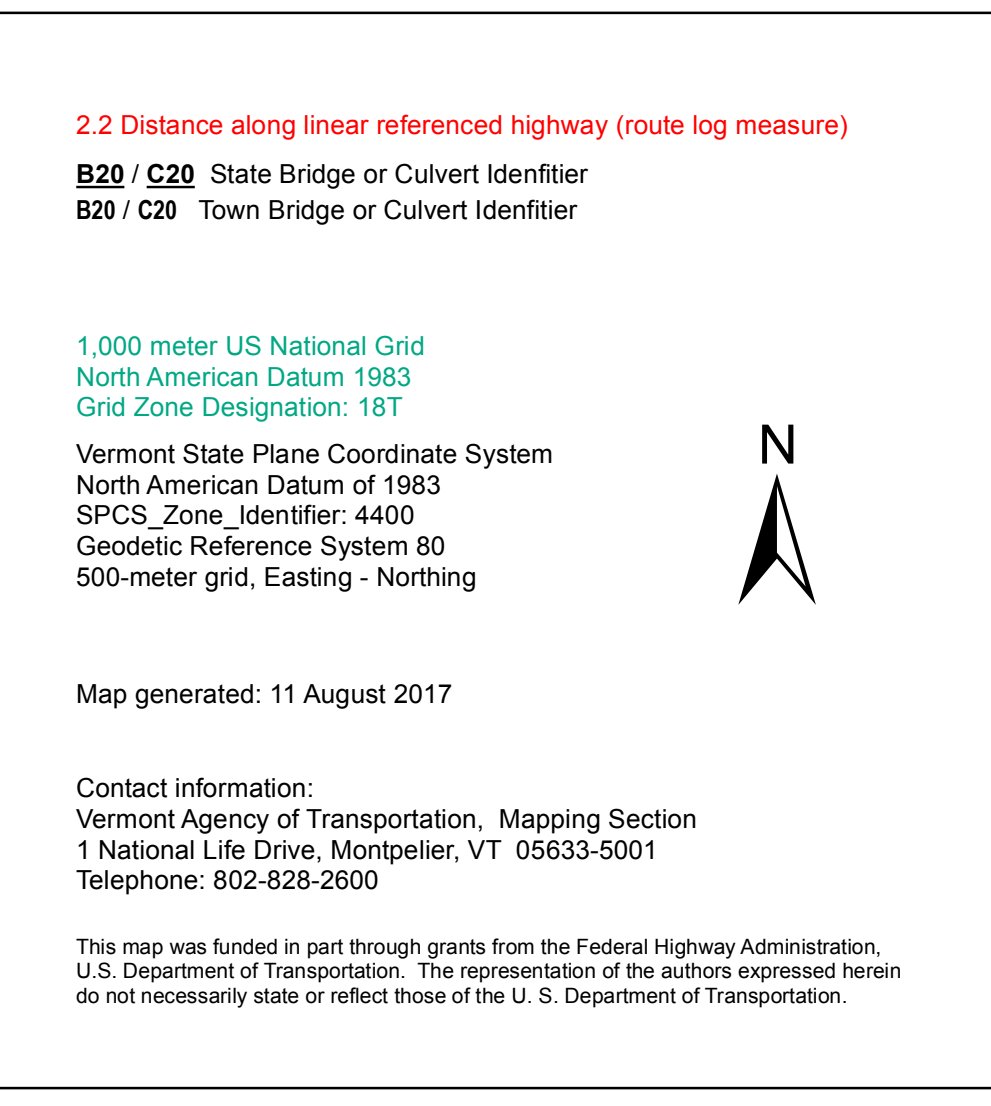 2.2 Distance along linear referenced highway (route log measure)
B20 / C20 State Bridge or Culvert Idenfitier
B20 / C20 Town Bridge or Culvert Idenfitier
1,000 meter US National Grid
North American Datum 1983
Grid Zone Designation: 18T
Vermont State Plane Coordinate System
North American Datum of 1983
SPCS_Zone_Identifier: 4400
Geodetic Reference System 80
500-meter grid, Easting - Northing
N
Map generated: 11 August 2017
Contact information:
Vermont Agency of Transportation, Mapping Section
1 National Life Drive, Montpelier, VT 05633-5001
Telephone: 802-828-2600
This map was funded in part through grants from the Federal Highway Administration,
U.S. Department of Transportation. The representation of the authors expressed herein
do not necessarily state or reflect those of the U. S. Department of Transportation.